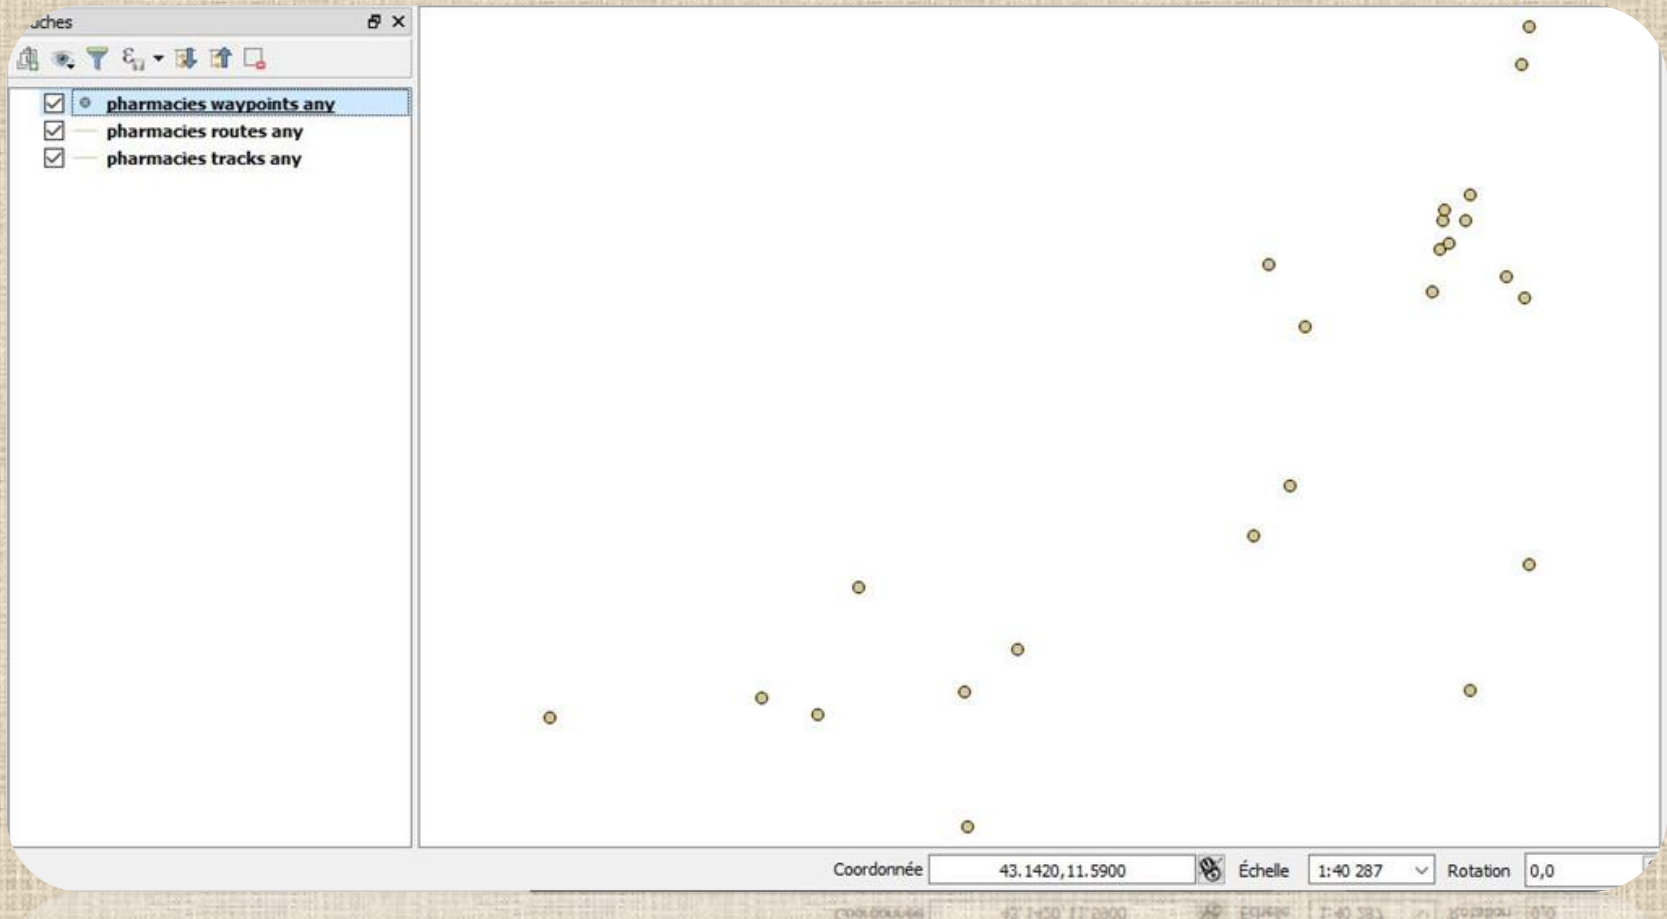 uches
pharmacies waypoints any
pharmacies routes any
pharmacies tracks any
Coordonnée 43.1420,11.5900 Échelle 1:40 287 Rotation 0,0